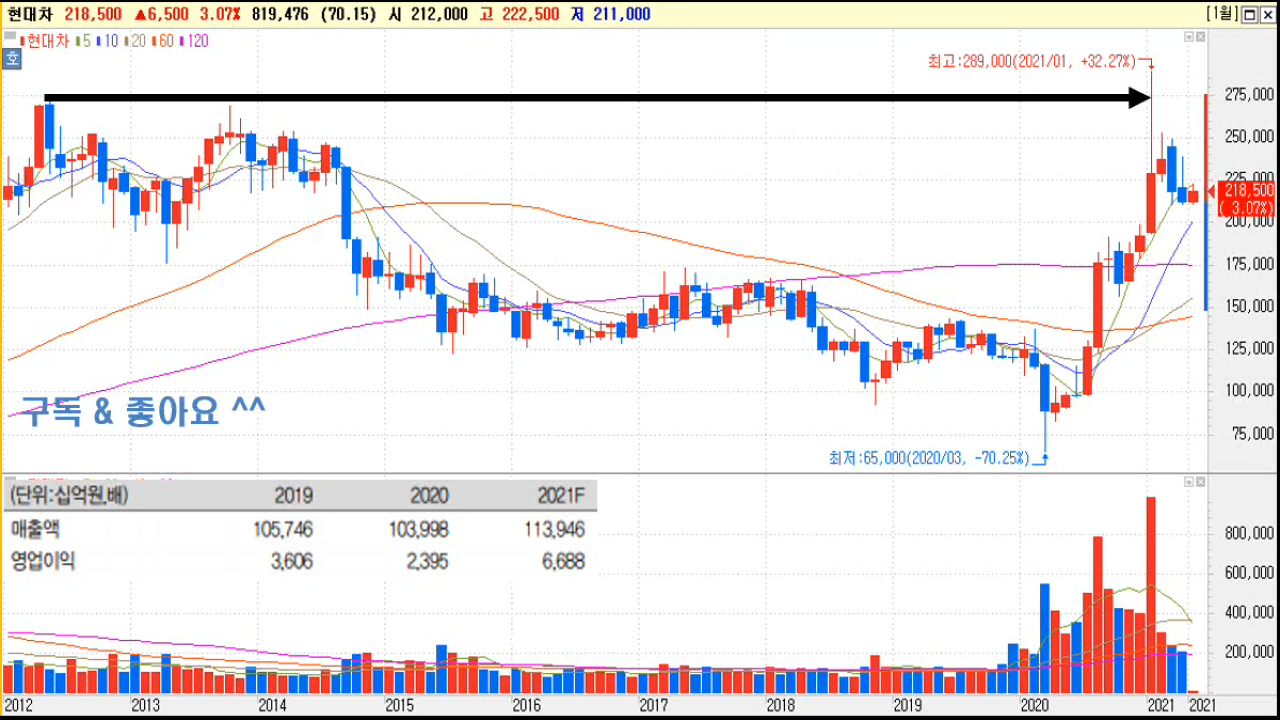 현대차 218,500 ▲6,500 3.07% 819,476 (70.15) 시 212,000 고 222,500 저 211,000 [1월]
현대차 5 10 20 60 120
호
최고:289,000(2021/01, +32.27%)
275,000
250,000
225,000
218,500
( 3.07%)
200,000
175,000
150,000
125,000
100,000
75,000
구독 & 좋아요 ^^
최저:65,000(2020/03, -70.25%)
(단위:십억원,배) 2019 2020 2021F
매출액 105,746 103,998 113,946
영업이익 3,606 2,395 6,688
800,000
600,000
400,000
200,000
2012 2013 2014 2015 2016 2017 2018 2019 2020 2021 2021